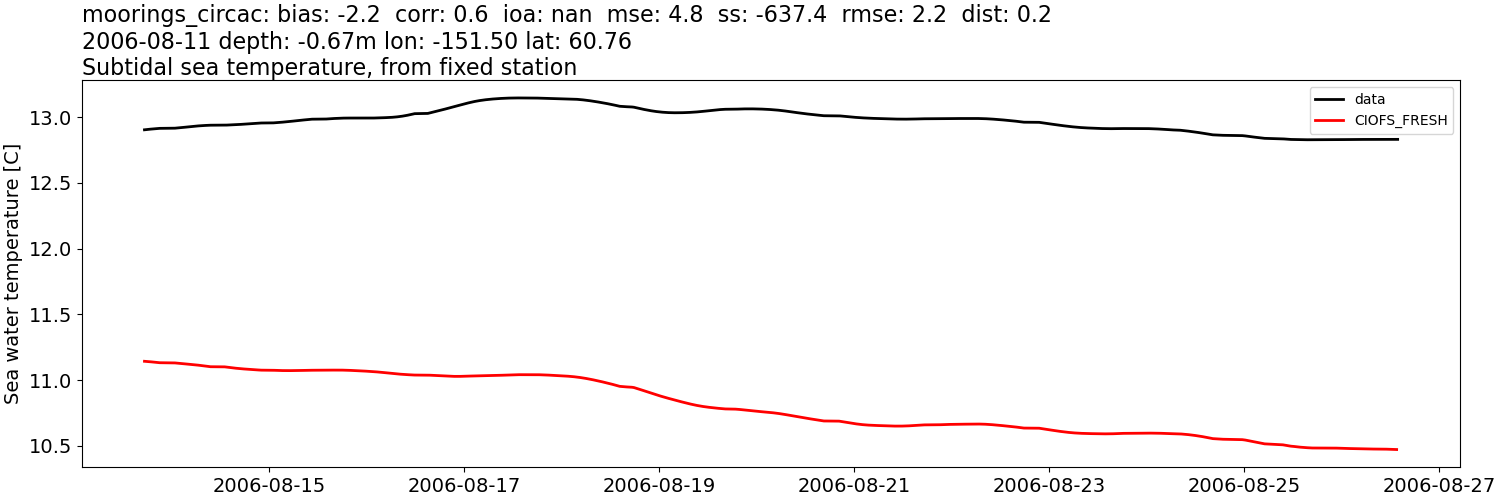 moorings_circac: bias: -2.2  corr: 0.6  ioa: nan  mse: 4.8  ss: -637.4  rmse: 2.2  dist: 0.2
2006-08-11 depth: -0.67m lon: -151.50 lat: 60.76
Subtidal sea temperature, from fixed station
data
CIOFS_FRESH
Sea water temperature [C]
13.0
12.5
12.0
11.5
11.0
10.5
2006-08-15 2006-08-17 2006-08-19 2006-08-21 2006-08-23 2006-08-25 2006-08-27